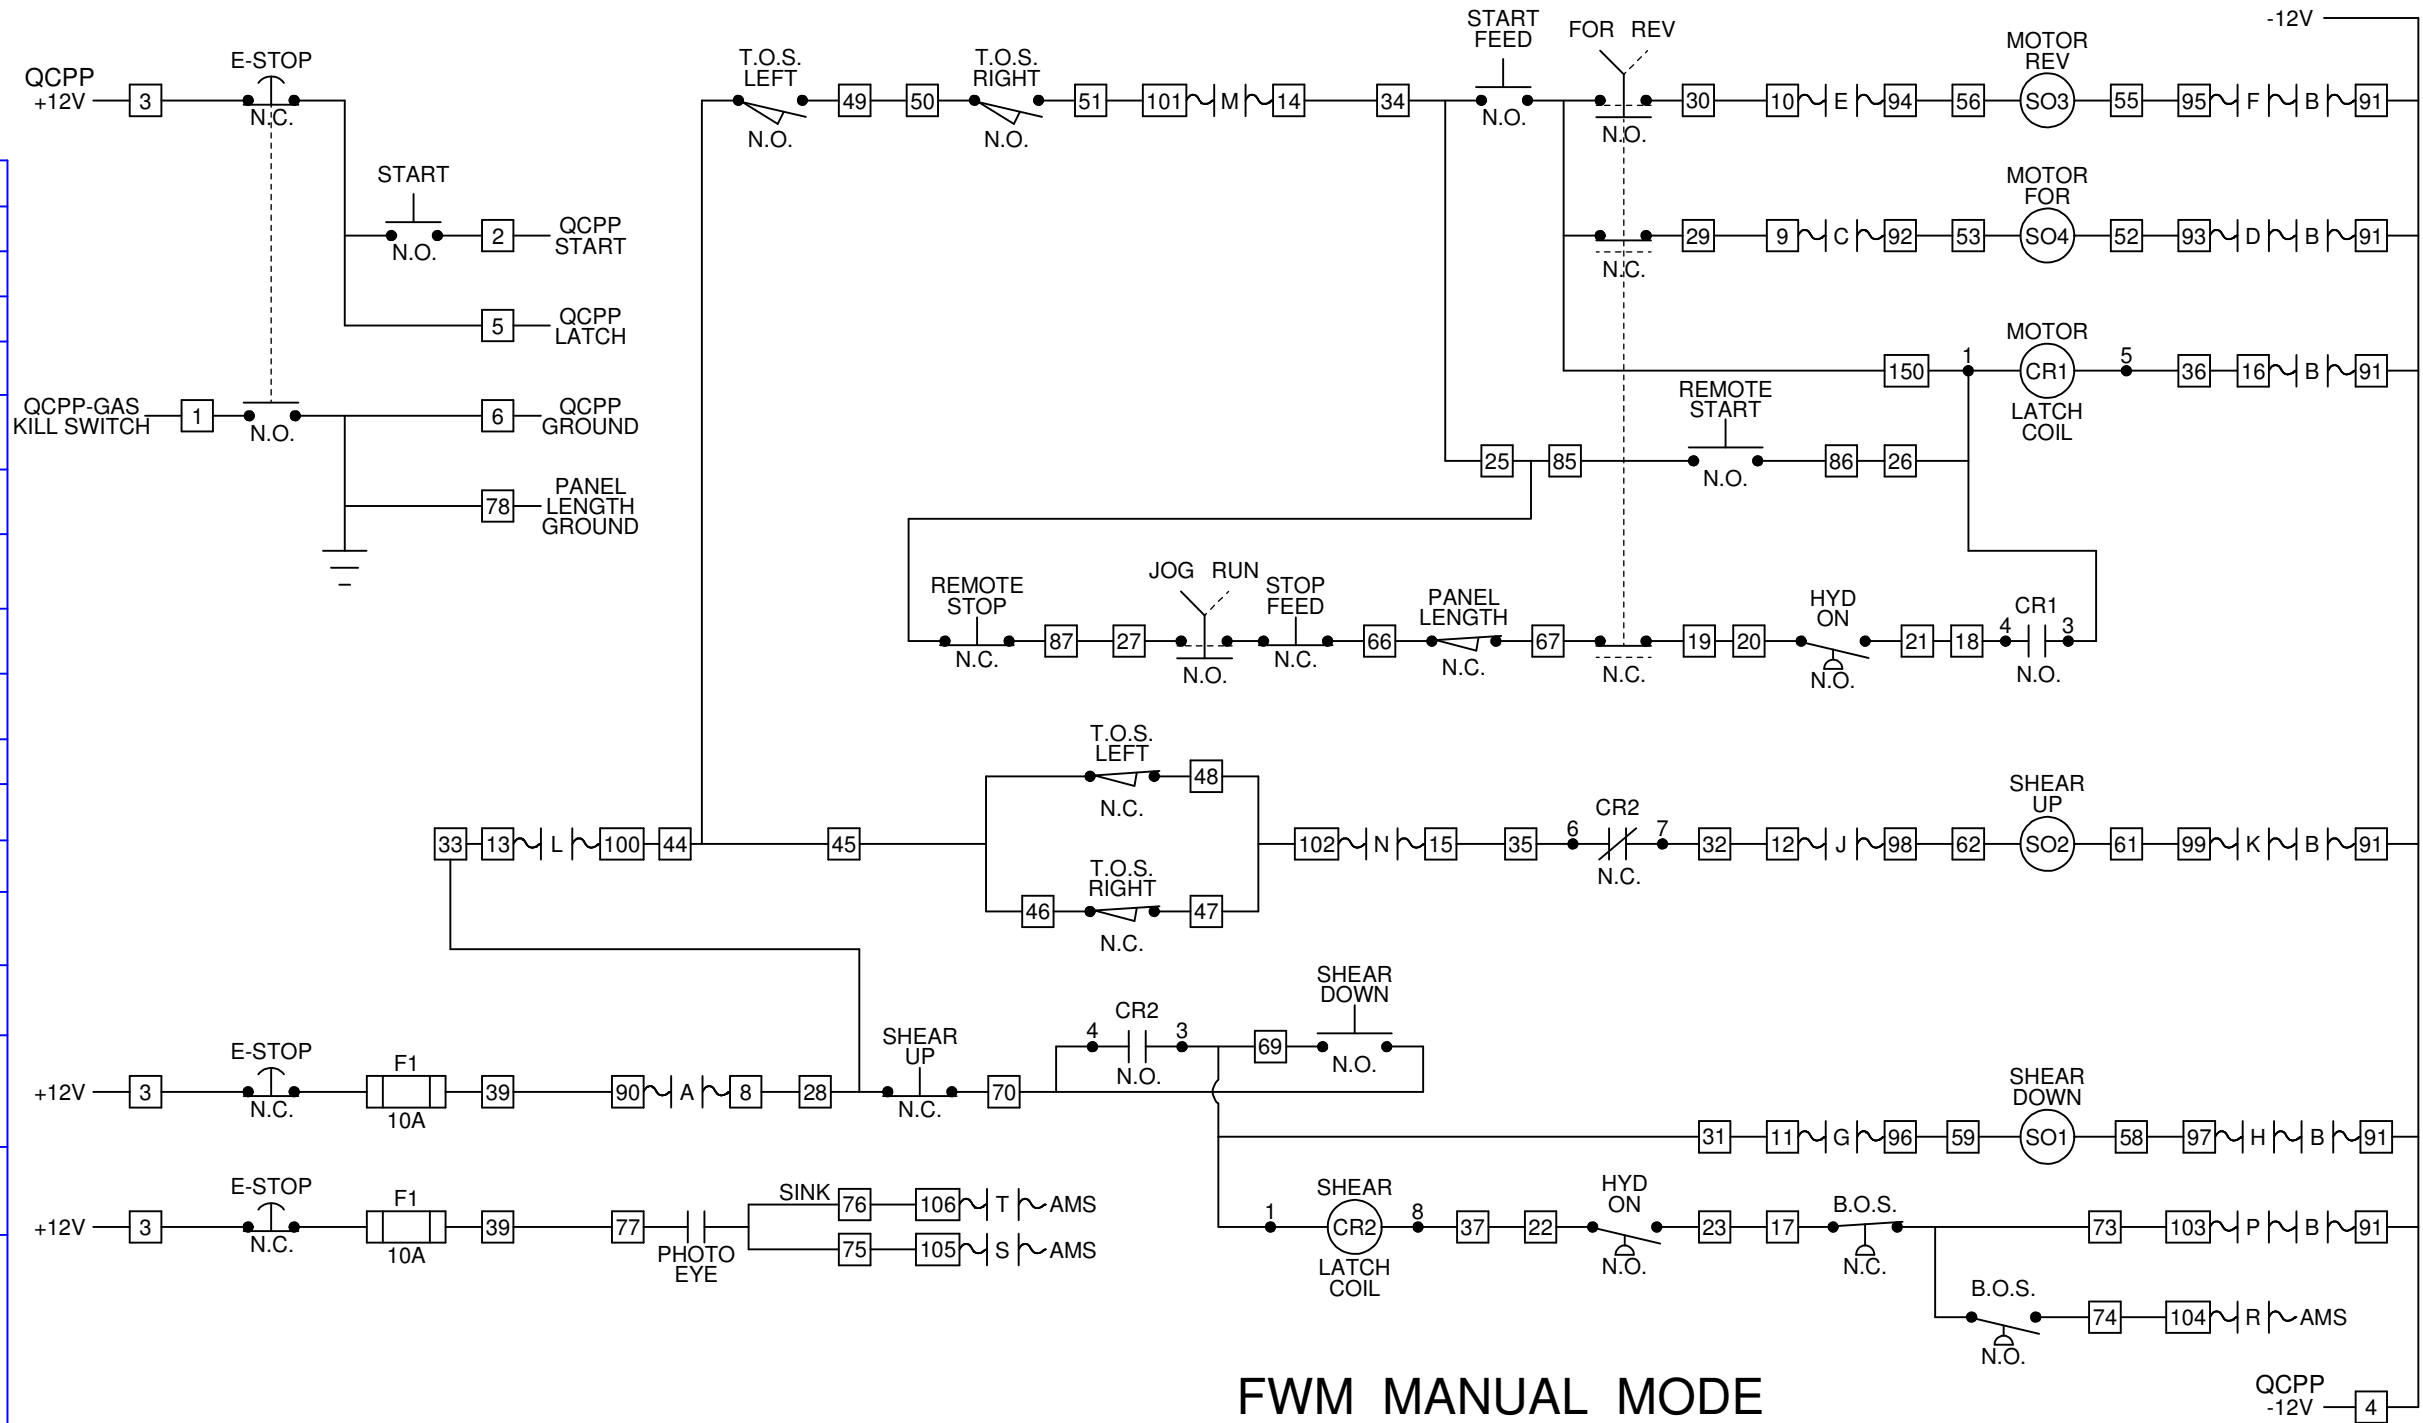 -12V
START
FEED
FOR REV
MOTOR
REV
E-STOP
T.O.S.
LEFT
T.O.S.
RIGHT
QCPP
+12V
3
N.C.
N.O.
49
50
N.O.
51
101
M
14
34
N.O.
N.O.
30
10
E
94
56
SO3
55
95
F
B
91
START
N.O.
2
QCPP
START
MOTOR
FOR
N.C.
29
9
C
92
53
SO4
52
93
D
B
91
5
QCPP
LATCH
MOTOR
150
1
CR1
5
36
16
B
91
LATCH
COIL
QCPP-GAS
KILL SWITCH
1
N.O.
6
QCPP
GROUND
REMOTE
START
25
85
N.O.
86
26
78
PANEL
LENGTH
GROUND
REMOTE
STOP
N.C.
87
27
JOG RUN
N.O.
STOP
FEED
N.C.
66
PANEL
LENGTH
N.C.
67
N.C.
19
20
HYD
ON
N.O.
21
18
4
CR1
3
N.O.
T.O.S.
LEFT
N.C.
48
33
13
L
100
44
45
102
N
15
35
6
CR2
7
N.C.
32
12
J
98
62
SHEAR
UP
SO2
61
99
K
B
91
T.O.S.
RIGHT
46
N.C.
47
SHEAR
DOWN
4
CR2
3
N.O.
69
N.O.
+12V
3
E-STOP
N.C.
F1
10A
39
90
A
8
28
SHEAR
UP
N.C.
70
31
11
G
96
59
SHEAR
DOWN
SO1
58
97
H
B
91
+12V
3
E-STOP
N.C.
F1
10A
39
77
PHOTO
EYE
SINK
76
106
T
AMS
75
105
S
AMS
1
SHEAR
CR2
LATCH
COIL
8
37
22
HYD
ON
N.O.
23
17
B.O.S.
N.C.
73
103
P
B
91
B.O.S.
N.O.
74
104
R
AMS
FWM MANUAL MODE
QCPP
-12V
4